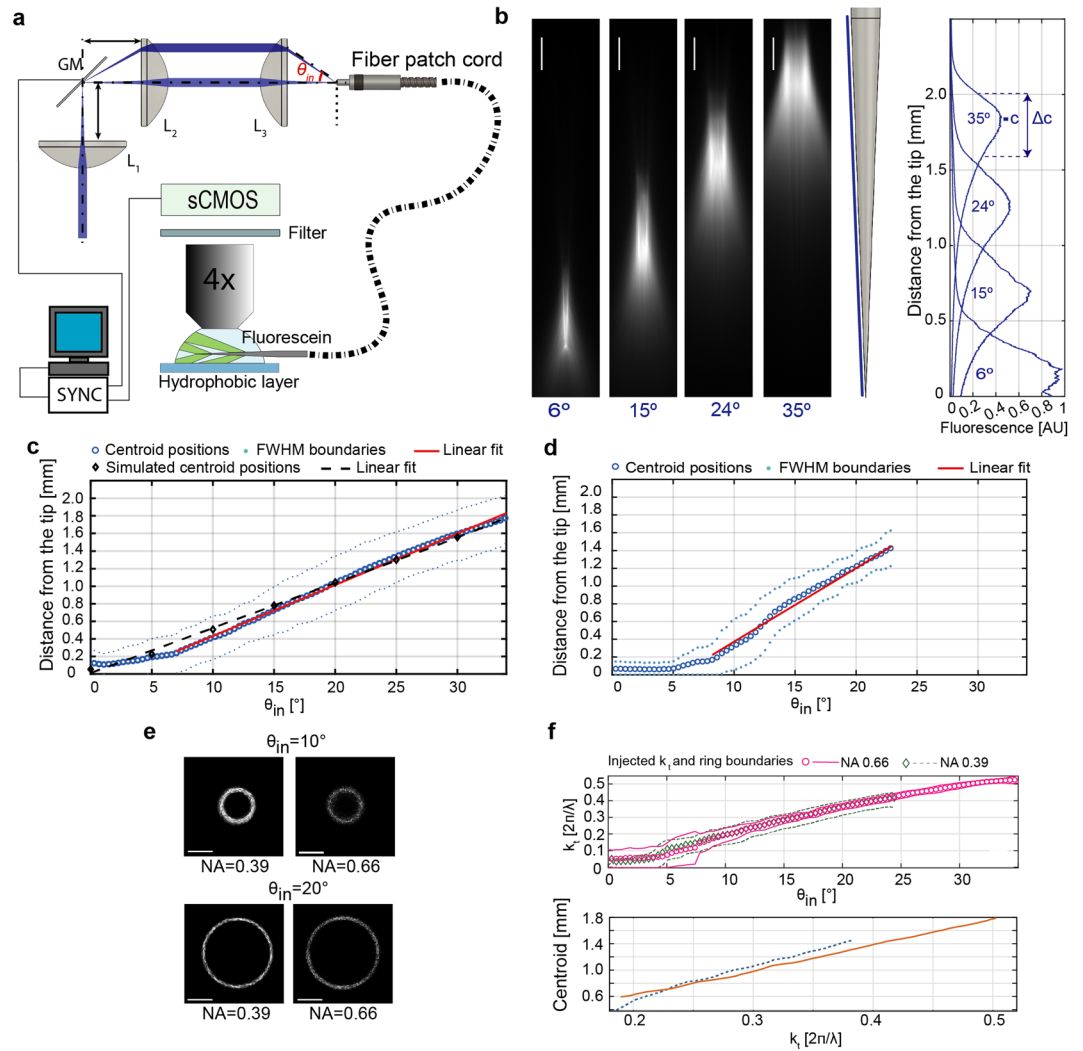 a
GM
L2
L3
θin
Fiber patch cord
L1
sCMOS
Filter
4x
Fluorescein
Hydrophobic layer
SYNC
b
6º
15º
24º
35º
Distance from the tip [mm]
2.0
1.5
1.0
0.5
0
35º
c
Δc
24º
15º
6º
0 0.2 0.4 0.6 0.8 1
Fluorescence [AU]
c
Centroid positions FWHM boundaries Linear fit
Simulated centroid positions Linear fit
Distance from the tip [mm]
2.0
1.8
1.6
1.4
1.2
1.0
0.8
0.6
0.4
0.2
0
0 5 10 15 20 25 30
θin [°]
d
Centroid positions FWHM boundaries Linear fit
Distance from the tip [mm]
2.0
1.8
1.6
1.4
1.2
1.0
0.8
0.6
0.4
0.2
0
0 5 10 15 20 25 30
θin [°]
e
θin=10°
NA=0.39 NA=0.66
θin=20°
NA=0.39 NA=0.66
f
Injected kt and ring boundaries NA 0.66 NA 0.39
kt [2π/λ]
0.5
0.4
0.3
0.2
0.1
0
0 5 10 15 20 25 30
θin [°]
Centroid [mm]
1.8
1.4
1.0
0.6
0.2 0.3 0.4 0.5
kt [2π/λ]